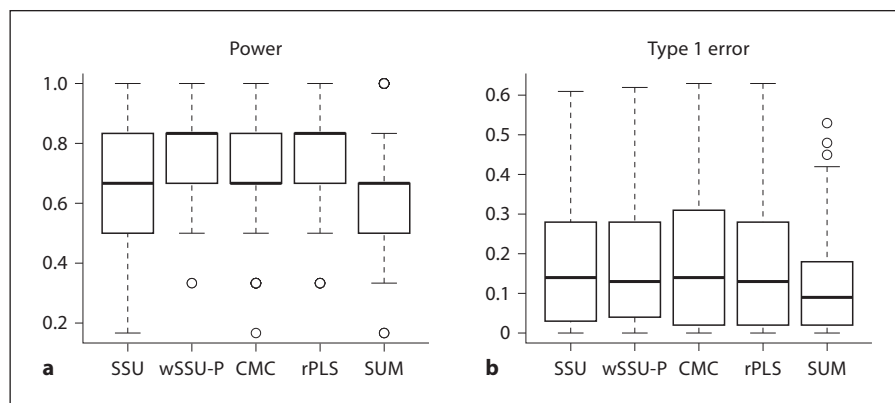 Power
1.0
0.8
0.6
0.4
0.2
a
SSU wSSU-P CMC rPLS SUM
Type 1 error
0.6
0.5
0.4
0.3
0.2
0.1
0
b
SSU wSSU-P CMC rPLS SUM